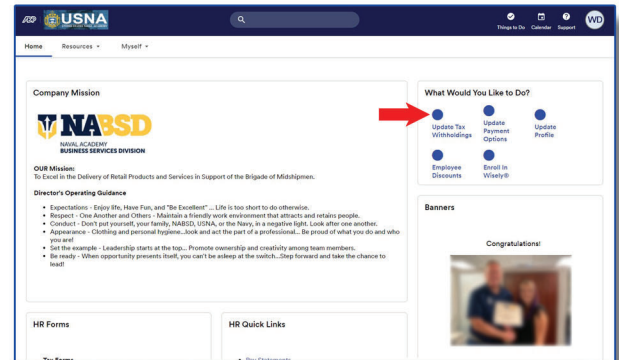 ADP USNA
Things to Do Calendar Support WD
Home Resources Myself
Company Mission
NABSD
NAVAL ACADEMY
BUSINESS SERVICES DIVISION
OUR Mission:
To Excel in the Delivery of Retail Products and Services in Support of the Brigade of Midshipmen.
Director's Operating Guidance
• Expectations - Enjoy life, Have Fun, and "Be Excellent" ... Life is too short to do otherwise.
• Respect - One Another and Others - Maintain a friendly work environment that attracts and retains people.
• Conduct - Don't put yourself, your family, NABSD, USNA, or the Navy, in a negative light. Look after one another.
• Appearance - Clothing and personal hygiene...look and act the part of a professional... Be proud of what you do and who
you are!
• Set the example - Leadership starts at the top... Promote ownership and creativity among team members.
• Be ready - When opportunity presents itself, you can't be asleep at the switch...Step forward and take the chance to
lead!
What Would You Like to Do?
Update Tax
Withholdings
Update
Payment
Options
Update
Profile
Employee
Discounts
Enroll In
Wisely®
Banners
Congratulations!
HR Forms
Tax Forms
HR Quick Links
• Pay Statements